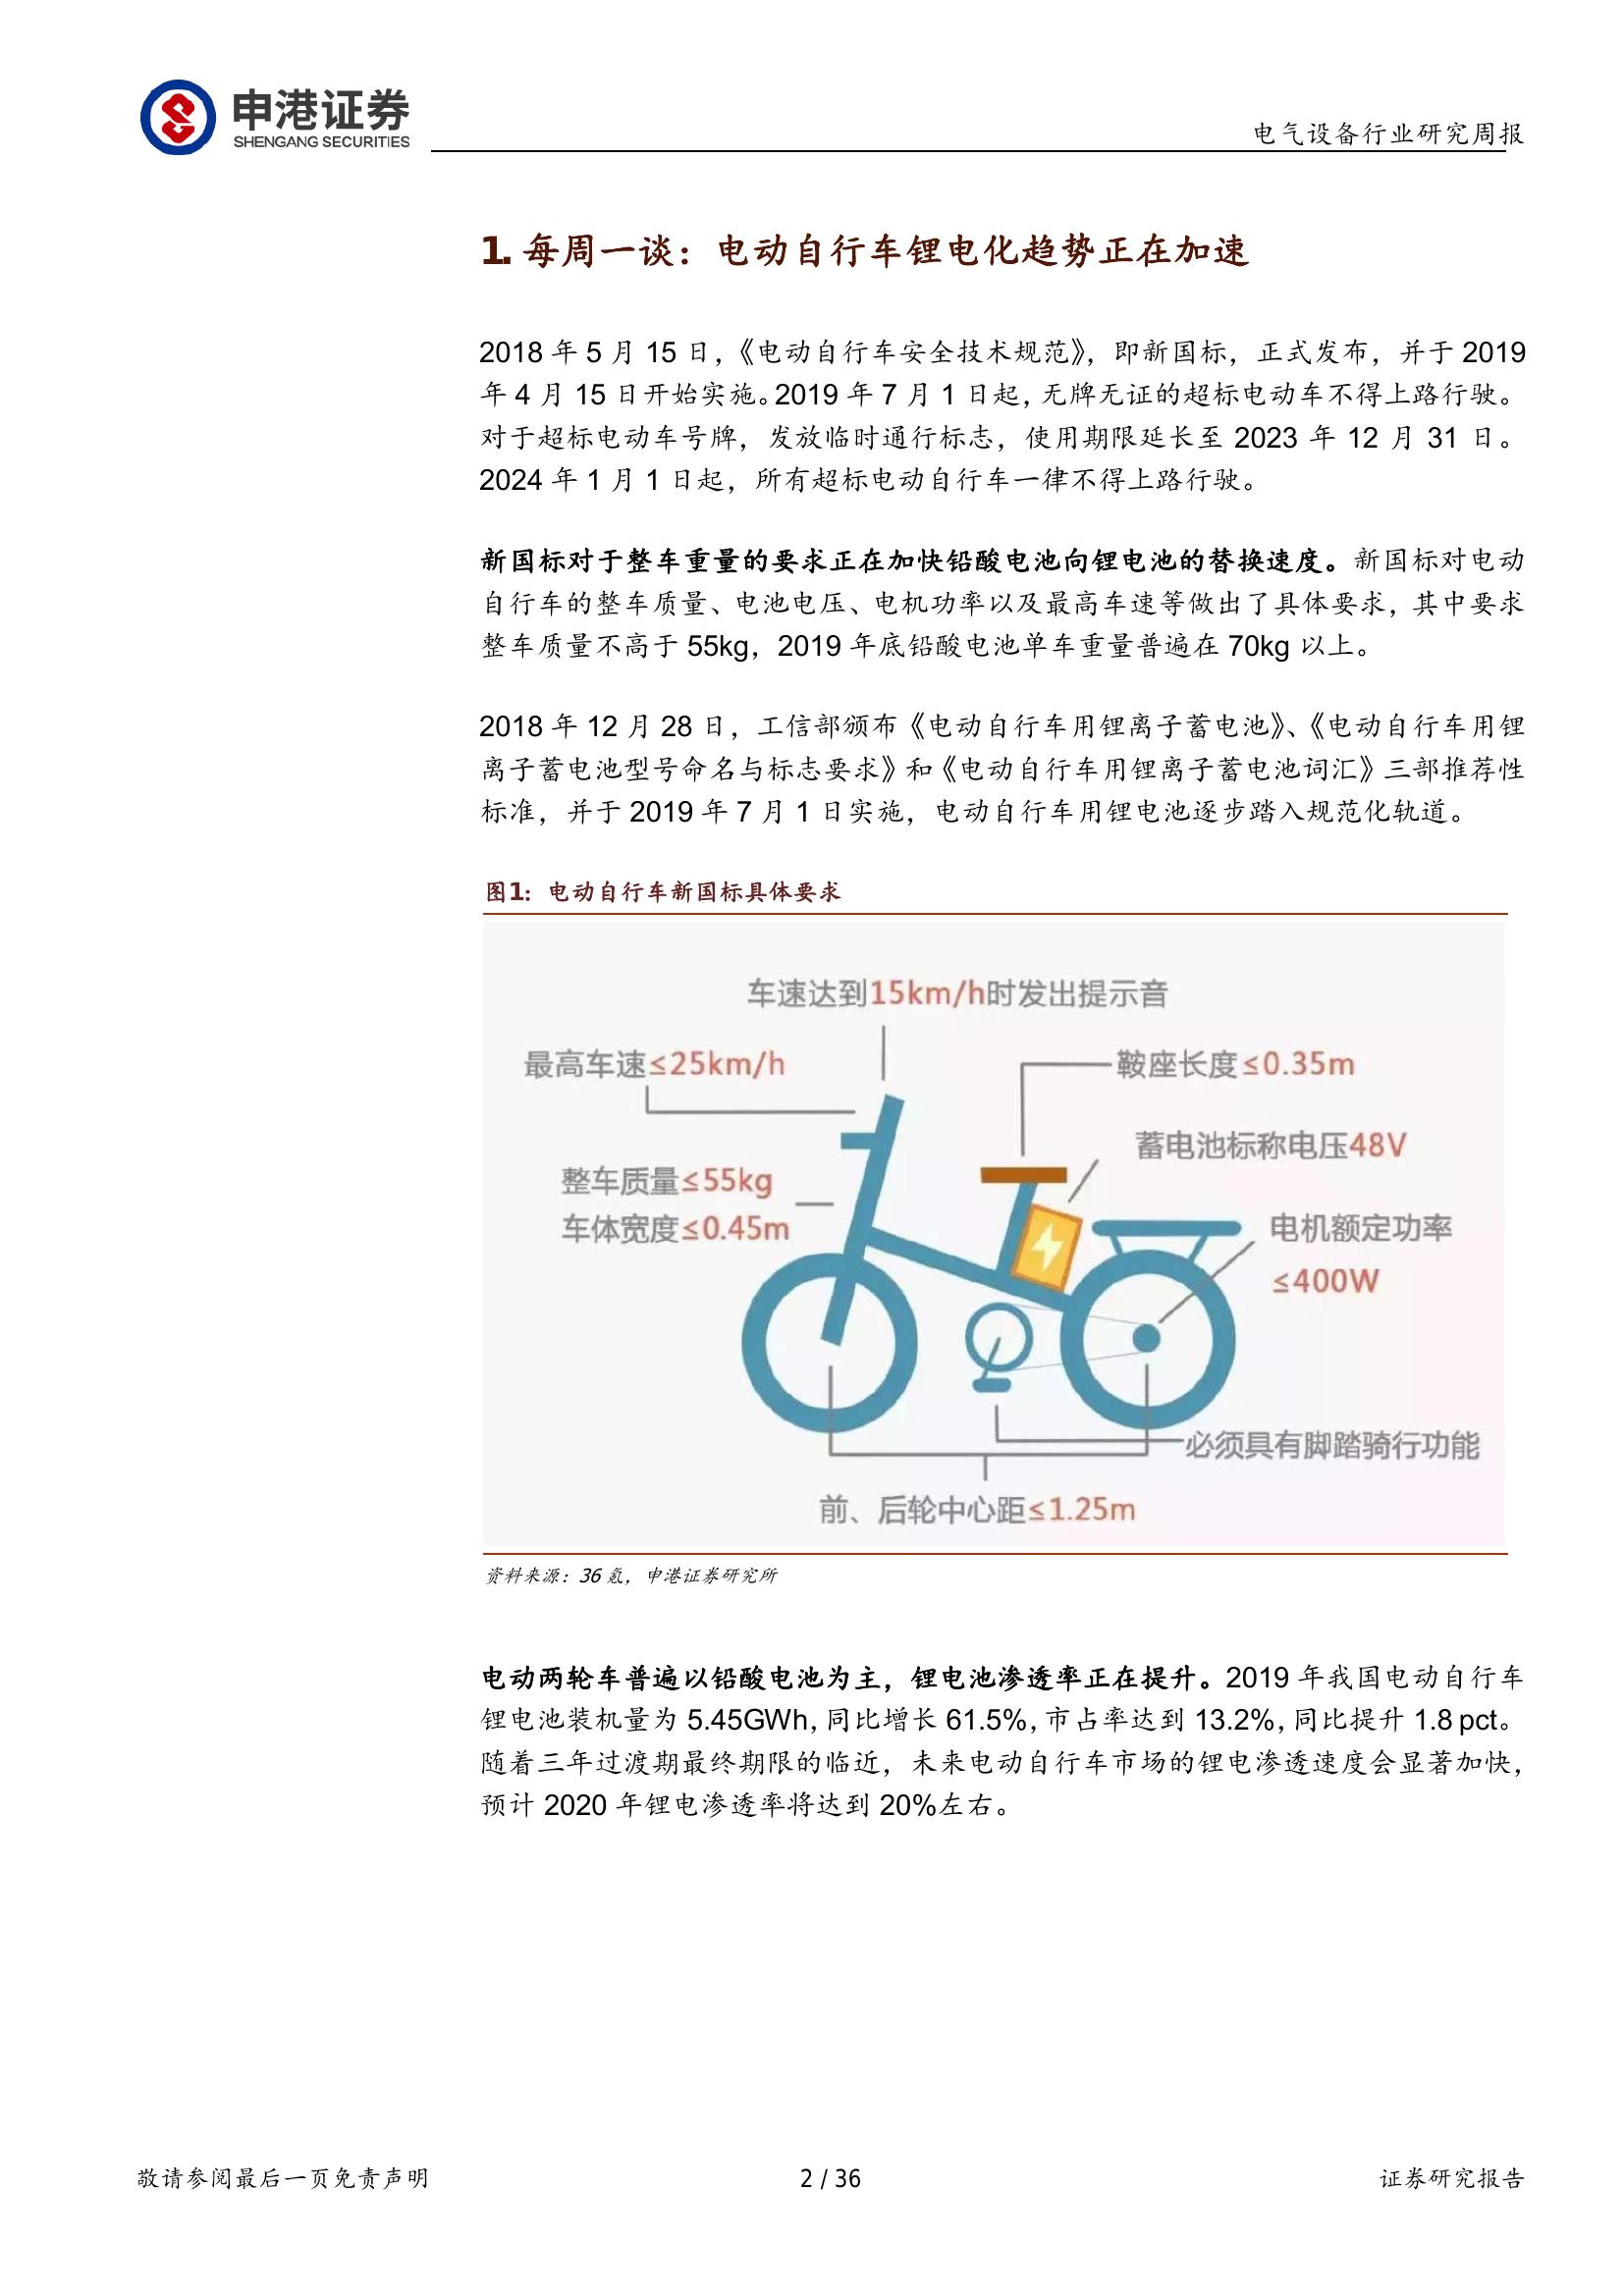 申港证券
SHENGANG SECURITIES
电气设备行业研究周报
1. 每周一谈：电动自行车锂电化趋势正在加速
2018 年 5 月 15 日，《电动自行车安全技术规范》，即新国标，正式发布，并于 2019
年 4 月 15 日开始实施。2019 年 7 月 1 日起，无牌无证的超标电动车不得上路行驶。
对于超标电动车号牌，发放临时通行标志，使用期限延长至 2023 年 12 月 31 日。
2024 年 1 月 1 日起，所有超标电动自行车一律不得上路行驶。
新国标对于整车重量的要求正在加快铅酸电池向锂电池的替换速度。新国标对电动
自行车的整车质量、电池电压、电机功率以及最高车速等做出了具体要求，其中要求
整车质量不高于 55kg，2019 年底铅酸电池单车重量普遍在 70kg 以上。
2018 年 12 月 28 日，工信部颁布《电动自行车用锂离子蓄电池》、《电动自行车用锂
离子蓄电池型号命名与标志要求》和《电动自行车用锂离子蓄电池词汇》三部推荐性
标准，并于 2019 年 7 月 1 日实施，电动自行车用锂电池逐步踏入规范化轨道。
图1：电动自行车新国标具体要求
车速达到15km/h时发出提示音
最高车速≤25km/h
鞍座长度≤0.35m
蓄电池标称电压48V
整车质量≤55kg
车体宽度≤0.45m
电机额定功率
≤400W
必须具有脚踏骑行功能
前、后轮中心距≤1.25m
资料来源：36 氪，申港证券研究所
电动两轮车普遍以铅酸电池为主，锂电池渗透率正在提升。2019 年我国电动自行车
锂电池装机量为 5.45GWh，同比增长 61.5%，市占率达到 13.2%，同比提升 1.8 pct。
随着三年过渡期最终期限的临近，未来电动自行车市场的锂电渗透速度会显著加快，
预计 2020 年锂电渗透率将达到 20%左右。
敬请参阅最后一页免责声明
2 / 36
证券研究报告